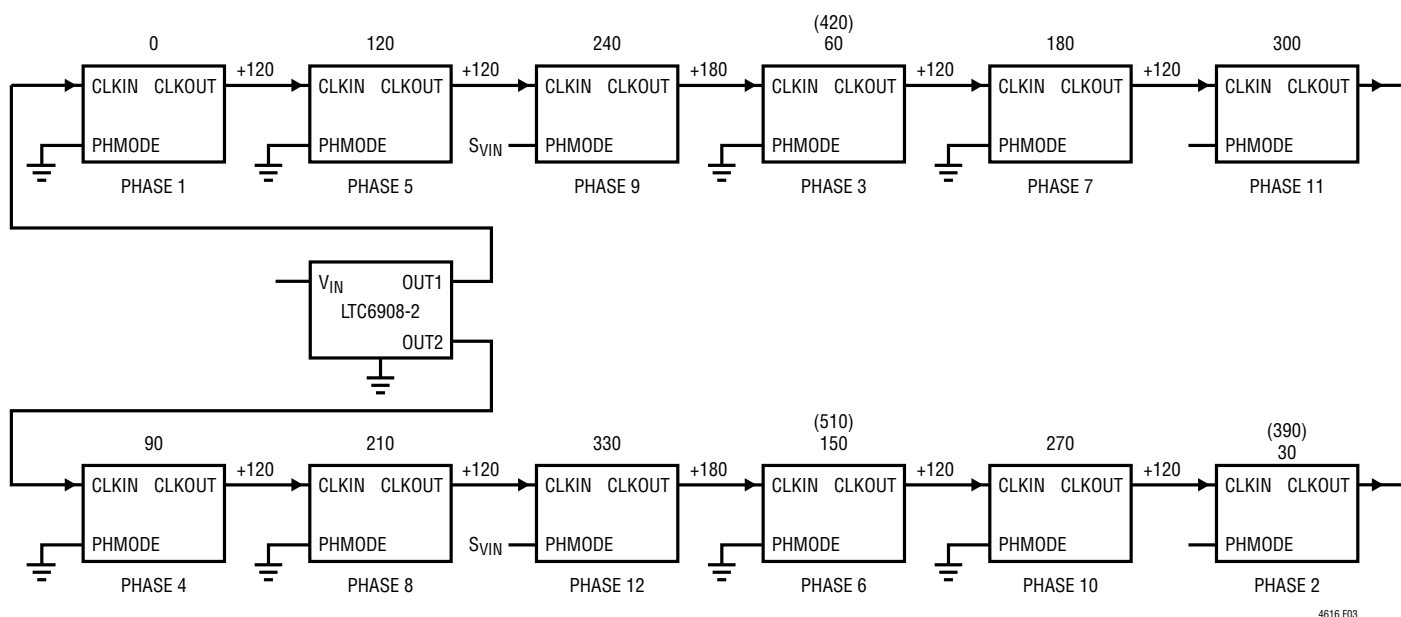 (420)
0 120 240 60 180 300
+120 +120 +180 +120 +120
CLKIN CLKOUT CLKIN CLKOUT CLKIN CLKOUT CLKIN CLKOUT CLKIN CLKOUT CLKIN CLKOUT
PHMODE PHMODE SVIN PHMODE PHMODE PHMODE PHMODE
PHASE 1 PHASE 5 PHASE 9 PHASE 3 PHASE 7 PHASE 11
VIN OUT1
LTC6908-2
OUT2
(510) (390)
90 210 330 150 270 30
+120 +120 +180 +120 +120
CLKIN CLKOUT CLKIN CLKOUT CLKIN CLKOUT CLKIN CLKOUT CLKIN CLKOUT CLKIN CLKOUT
PHMODE PHMODE SVIN PHMODE PHMODE PHMODE PHMODE
PHASE 4 PHASE 8 PHASE 12 PHASE 6 PHASE 10 PHASE 2
4616 F03